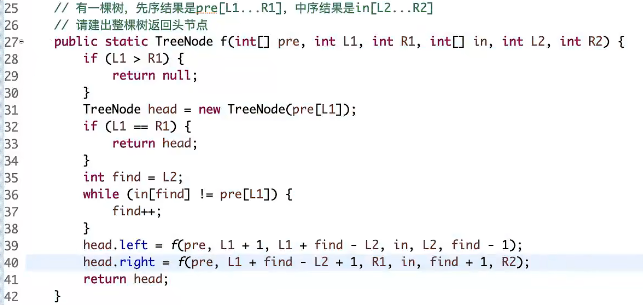 25 // 有一棵树，先序结果是pre[L1...R1]，中序结果是in[L2...R2]
26 // 请建出整棵树返回头节点
27 public static TreeNode f(int[] pre, int L1, int R1, int[] in, int L2, int R2) {
28 if (L1 > R1) {
29 return null;
30 }
31 TreeNode head = new TreeNode(pre[L1]);
32 if (L1 == R1) {
33 return head;
34 }
35 int find = L2;
36 while (in[find] != pre[L1]) {
37 find++;
38 }
39 head.left = f(pre, L1 + 1, L1 + find - L2, in, L2, find - 1);
40 head.right = f(pre, L1 + find - L2 + 1, R1, in, find + 1, R2);
41 return head;
42 }